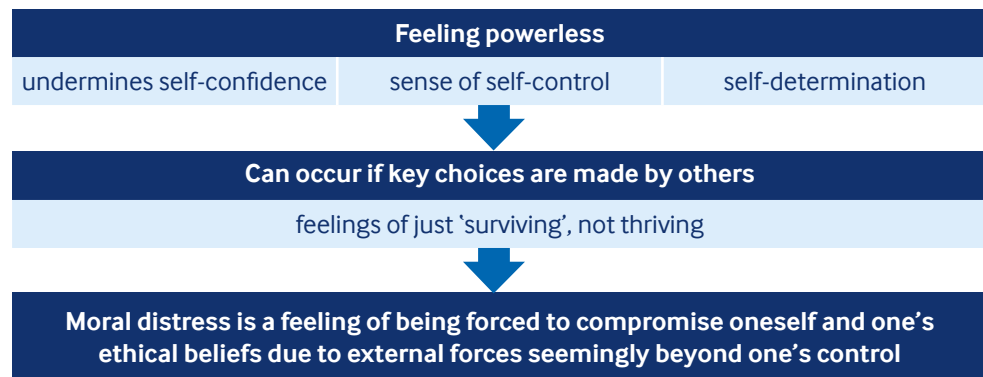 Feeling powerless
undermines self-confidence
sense of self-control
self-determination
Can occur if key choices are made by others
feelings of just ‘surviving’, not thriving
Moral distress is a feeling of being forced to compromise oneself and one’s
ethical beliefs due to external forces seemingly beyond one’s control